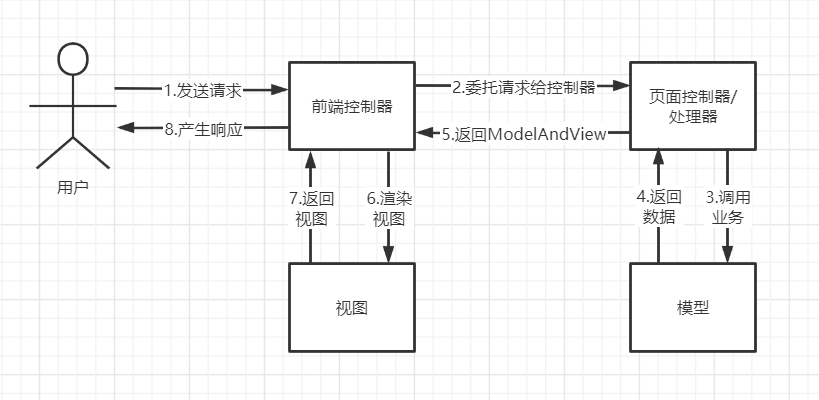 1.发送请求
前端控制器
2.委托请求给控制器
页面控制器/
处理器
8.产生响应
5.返回ModelAndView
用户
7.返回
视图
6.渲染
视图
4.返回
数据
3.调用
业务
视图
模型